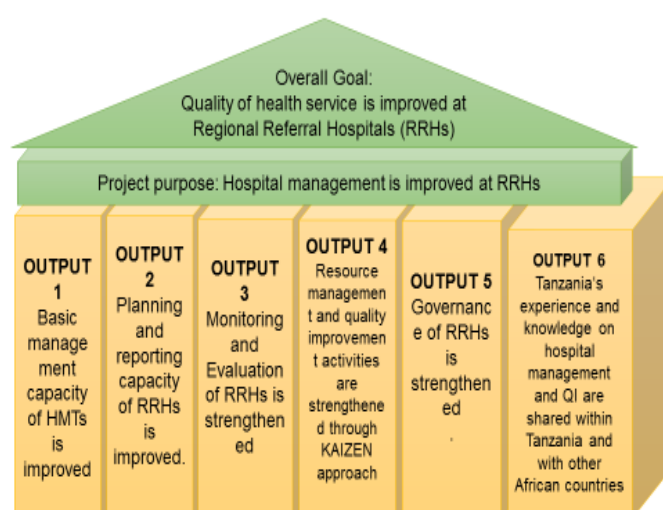 Overall Goal:
Quality of health service is improved at
Regional Referral Hospitals (RRHs)
Project purpose: Hospital management is improved at RRHs
OUTPUT
1
Basic
manage
ment
capacity
of HMTs
is
improved
OUTPUT
2
Planning
and
reporting
capacity
of RRHs
is
improved.
OUTPUT
3
Monitoring
and
Evaluation
of RRHs is
strengthen
ed
OUTPUT 4
Resource
managemen
t and quality
improvemen
t activities
are
strengthene
d through
KAIZEN
approach
OUTPUT 5
Governanc
e of RRHs
is
strengthen
ed
.
OUTPUT 6
Tanzania's
experience and
knowledge on
hospital
management
and QI are
shared within
Tanzania and
with other
African countries